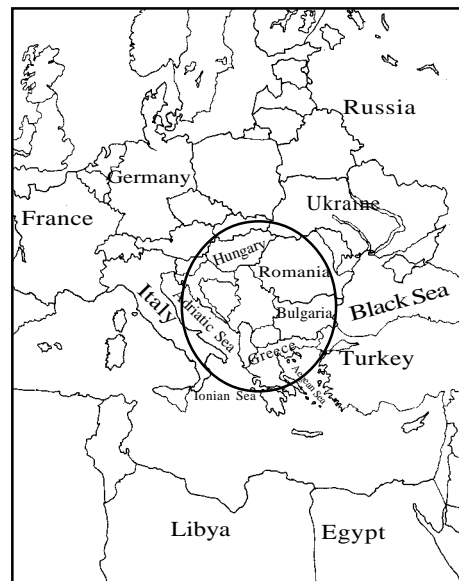 Russia
Germany
Ukraine
France
Hungary
Romania
Italy
Adriatic Sea
Black Sea
Bulgaria
Greece
Turkey
Aegean Sea
Ionian Sea
Libya
Egypt